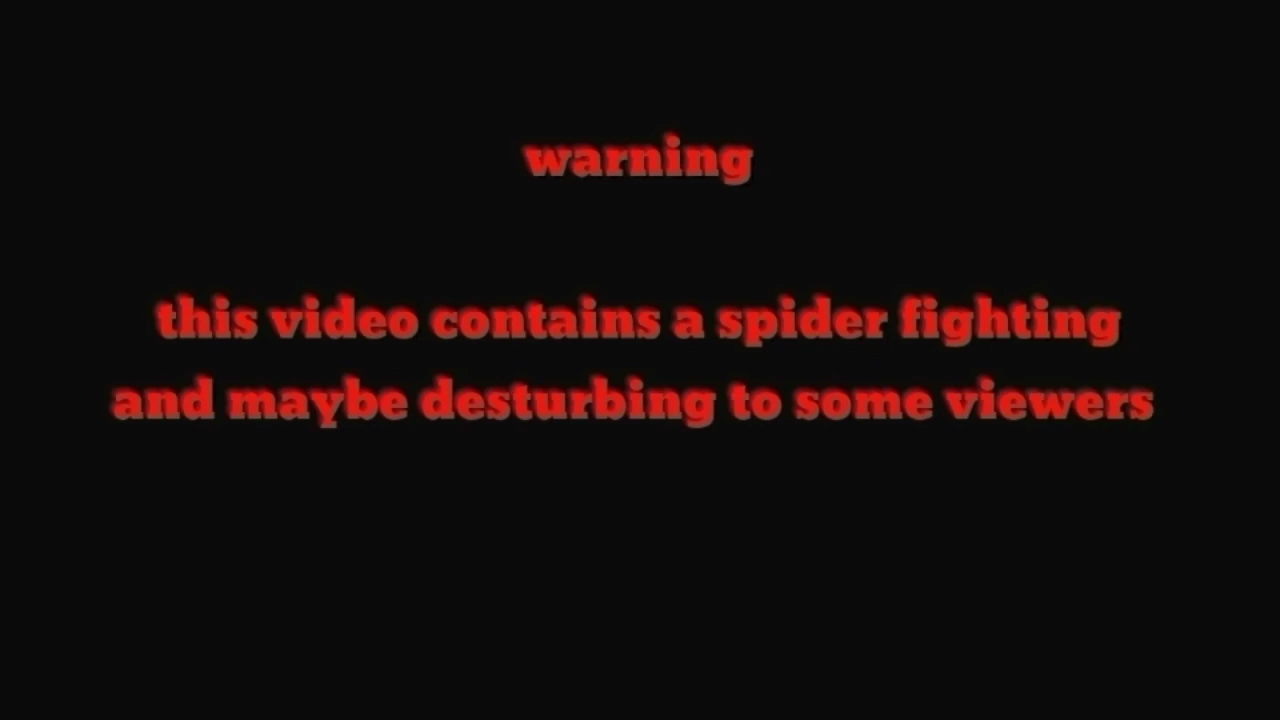 warning
this video contains a spider fighting
and maybe desturbing to some viewers